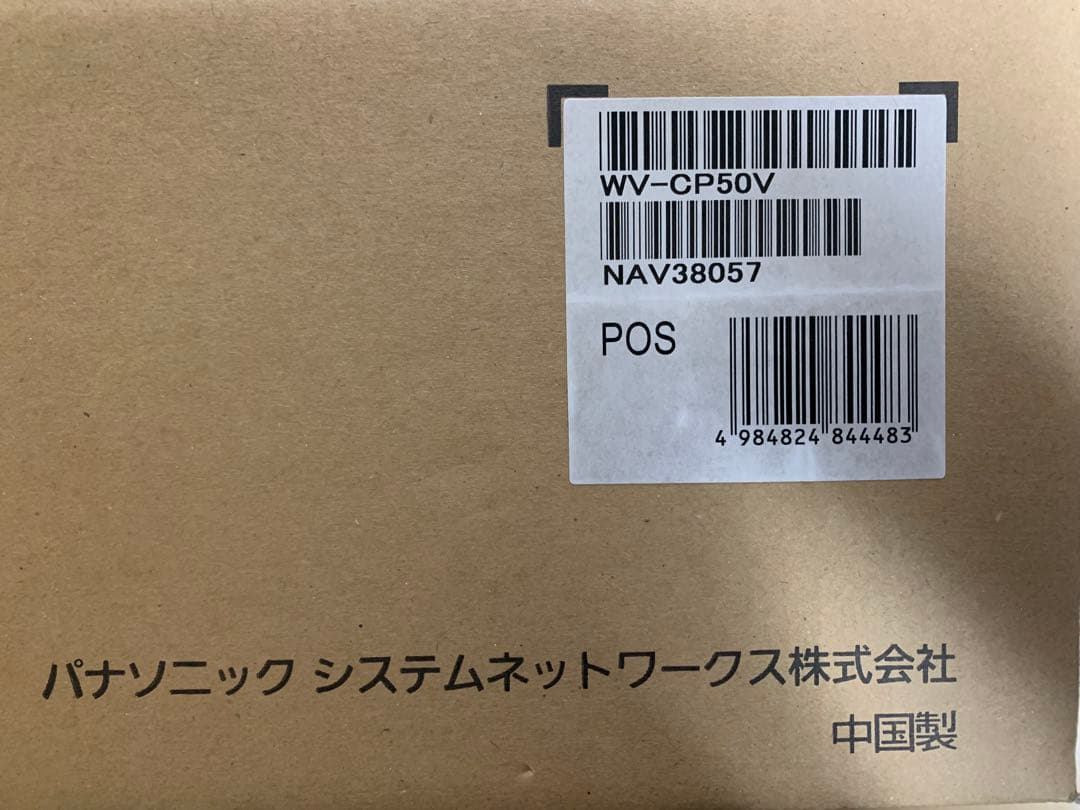 WV-CP50V
NAV38057
POS
4 984824 844483
パナソニック システムネットワークス株式会社
中国製